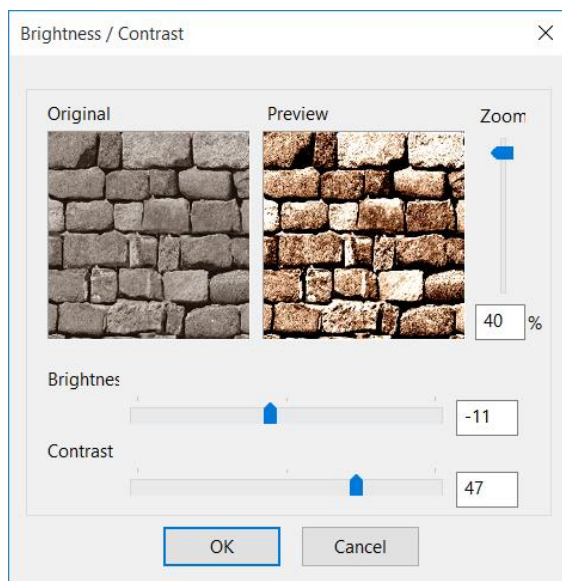 Brightness / Contrast
Original
Preview
Zoom
40 %
Brightnes
-11
Contrast
47
OK
Cancel